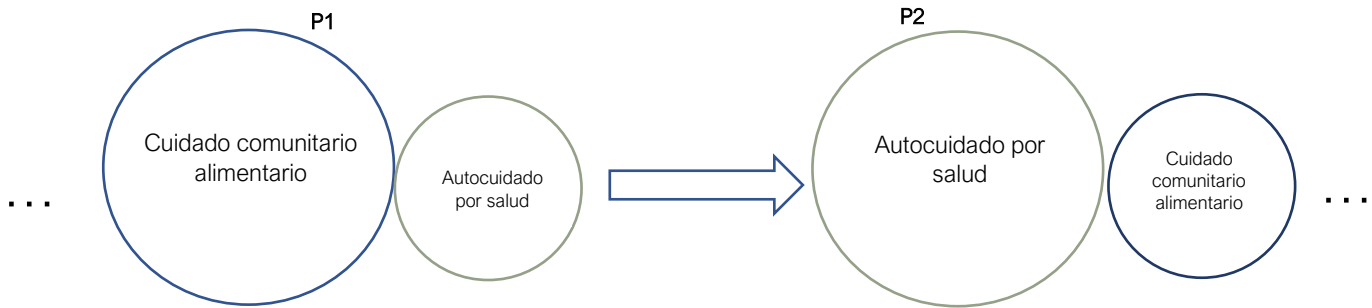 P1
Cuidado comunitario
alimentario
Autocuidado
por salud
P2
Autocuidado por
salud
Cuidado
comunitario
alimentario
...
...